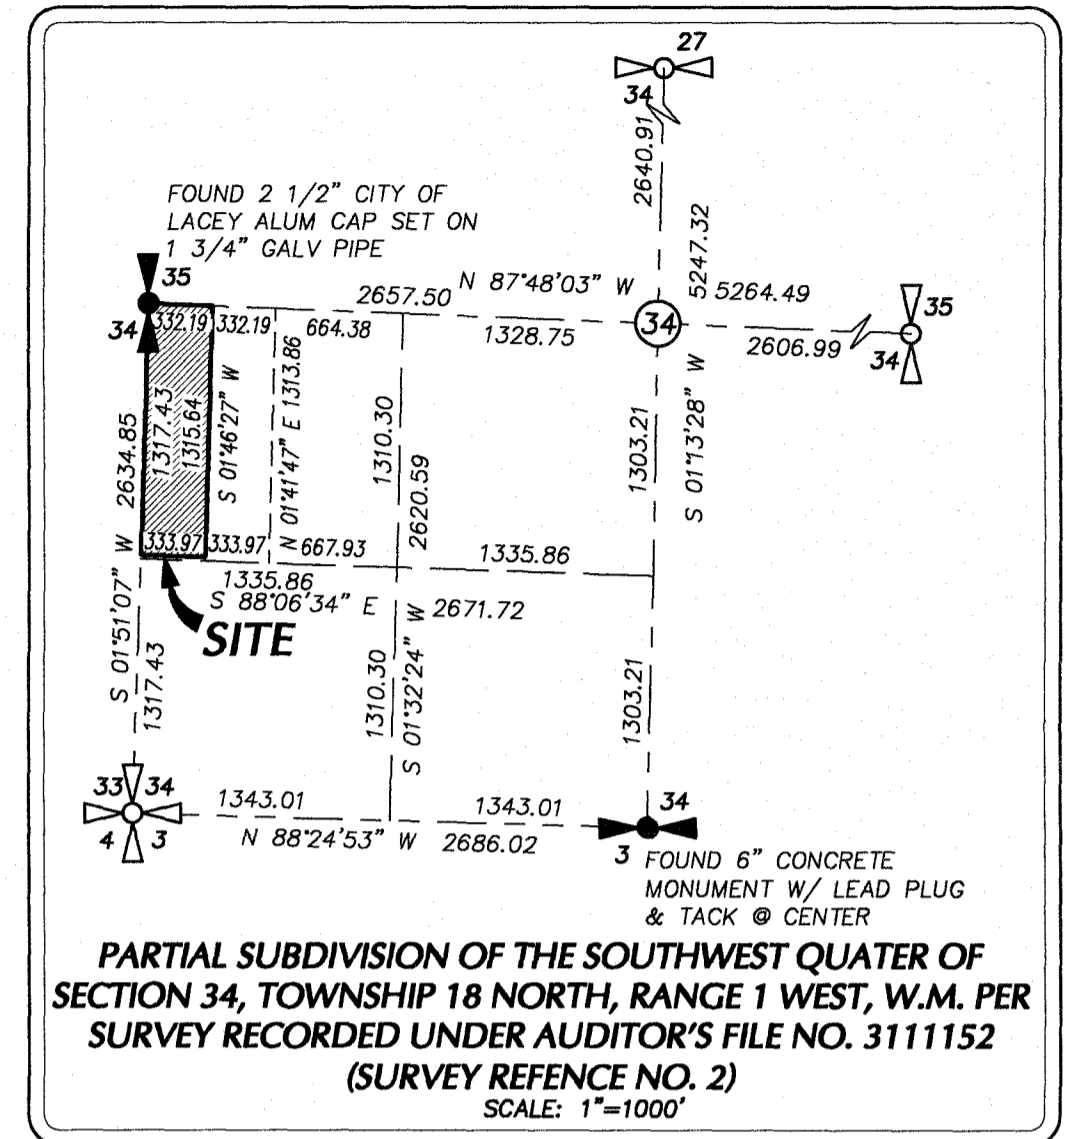 27
34
2640.91
5247.32
FOUND 2 1/2" CITY OF
LACEY ALUM CAP SET ON
1 3/4" GALV PIPE
35
34
N 87°48'03" W
2657.50
5264.49
332.19
332.19
664.38
1328.75
34
2606.99
35
34
2634.85
1317.43
1315.64
S 01°46'27" W
N 01°41'47" E 1313.86
1310.30
2620.59
1303.21
S 01°13'28" W
333.97
333.97
667.93
1335.86
1335.86
S 88°06'34" E
2671.72
SITE
S 01°51'07" W
1317.43
1310.30
S 01°32'24" W
1303.21
33
34
4
3
1343.01
1343.01
N 88°24'53" W
2686.02
34
3
FOUND 6" CONCRETE
MONUMENT W/ LEAD PLUG
& TACK @ CENTER
PARTIAL SUBDIVISION OF THE SOUTHWEST QUATER OF
SECTION 34, TOWNSHIP 18 NORTH, RANGE 1 WEST, W.M. PER
SURVEY RECORDED UNDER AUDITOR'S FILE NO. 3111152
(SURVEY REFENCE NO. 2)
SCALE: 1"=1000'